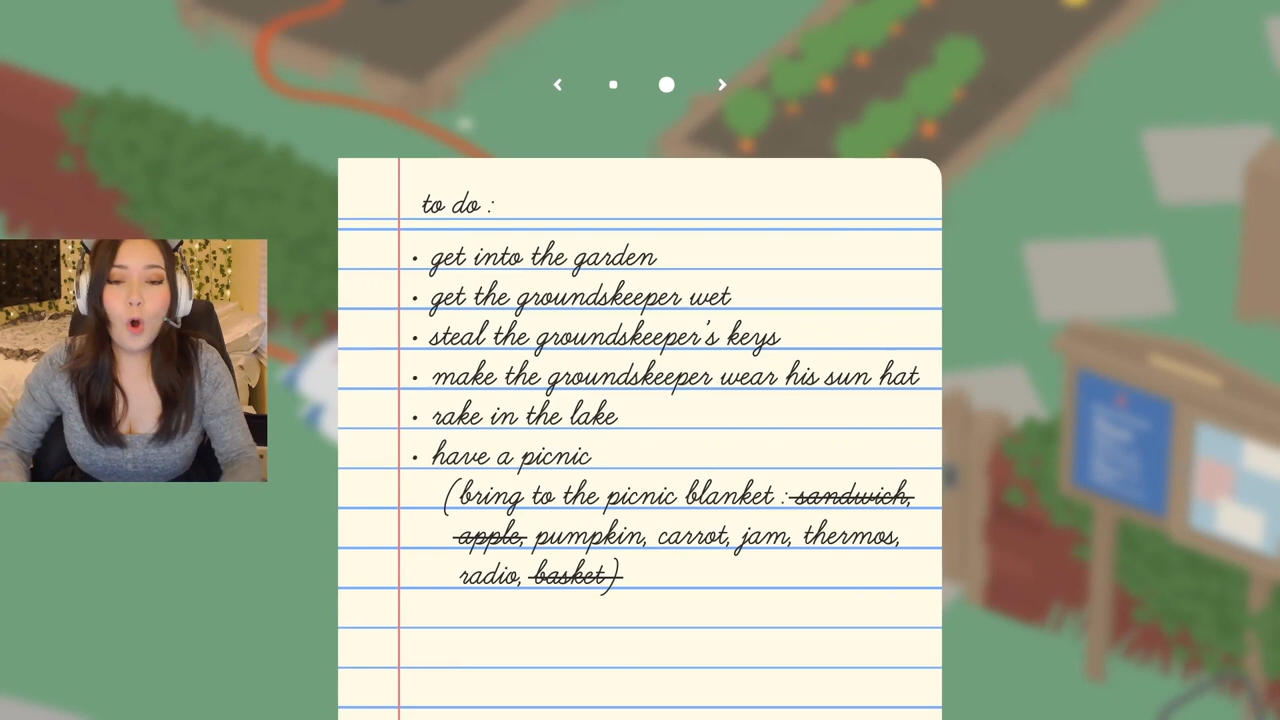 to do :
• get into the garden
• get the groundskeeper wet
• steal the groundskeeper's keys
• make the groundskeeper wear his sun hat
• rake in the lake
• have a picnic
(bring to the picnic blanket : sandwich,
apple, pumpkin, carrot, jam, thermos,
radio, basket)